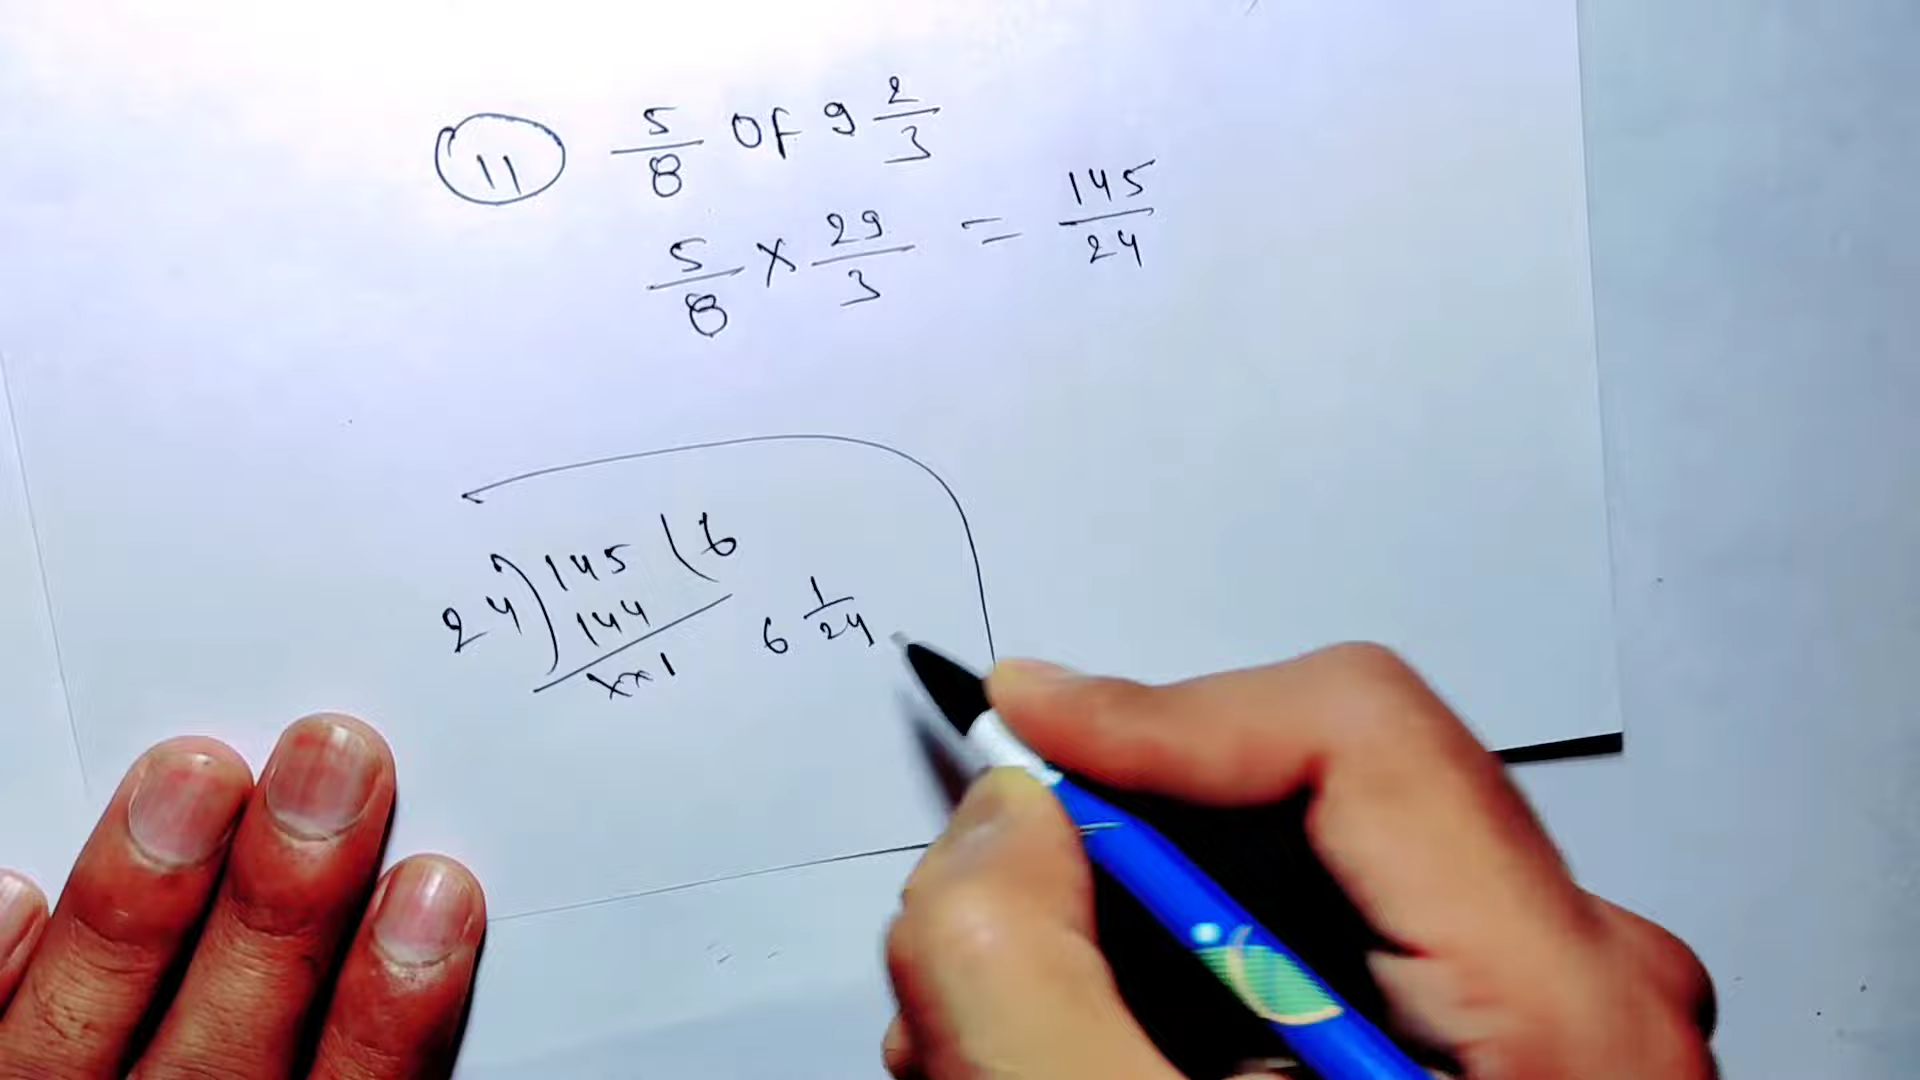 11 5/8 of 9 2/3
5/8 × 29/3 = 145/24
24 ) 145 ( 6
144
××1
6 1/24